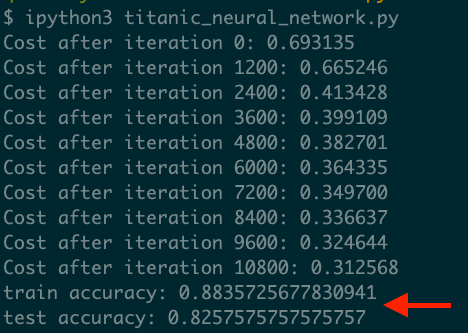 $ ipython3 titanic_neural_network.py
Cost after iteration 0: 0.693135
Cost after iteration 1200: 0.665246
Cost after iteration 2400: 0.413428
Cost after iteration 3600: 0.399109
Cost after iteration 4800: 0.382701
Cost after iteration 6000: 0.364335
Cost after iteration 7200: 0.349700
Cost after iteration 8400: 0.336637
Cost after iteration 9600: 0.324644
Cost after iteration 10800: 0.312568
train accuracy: 0.8835725677830941
test accuracy: 0.8257575757575757